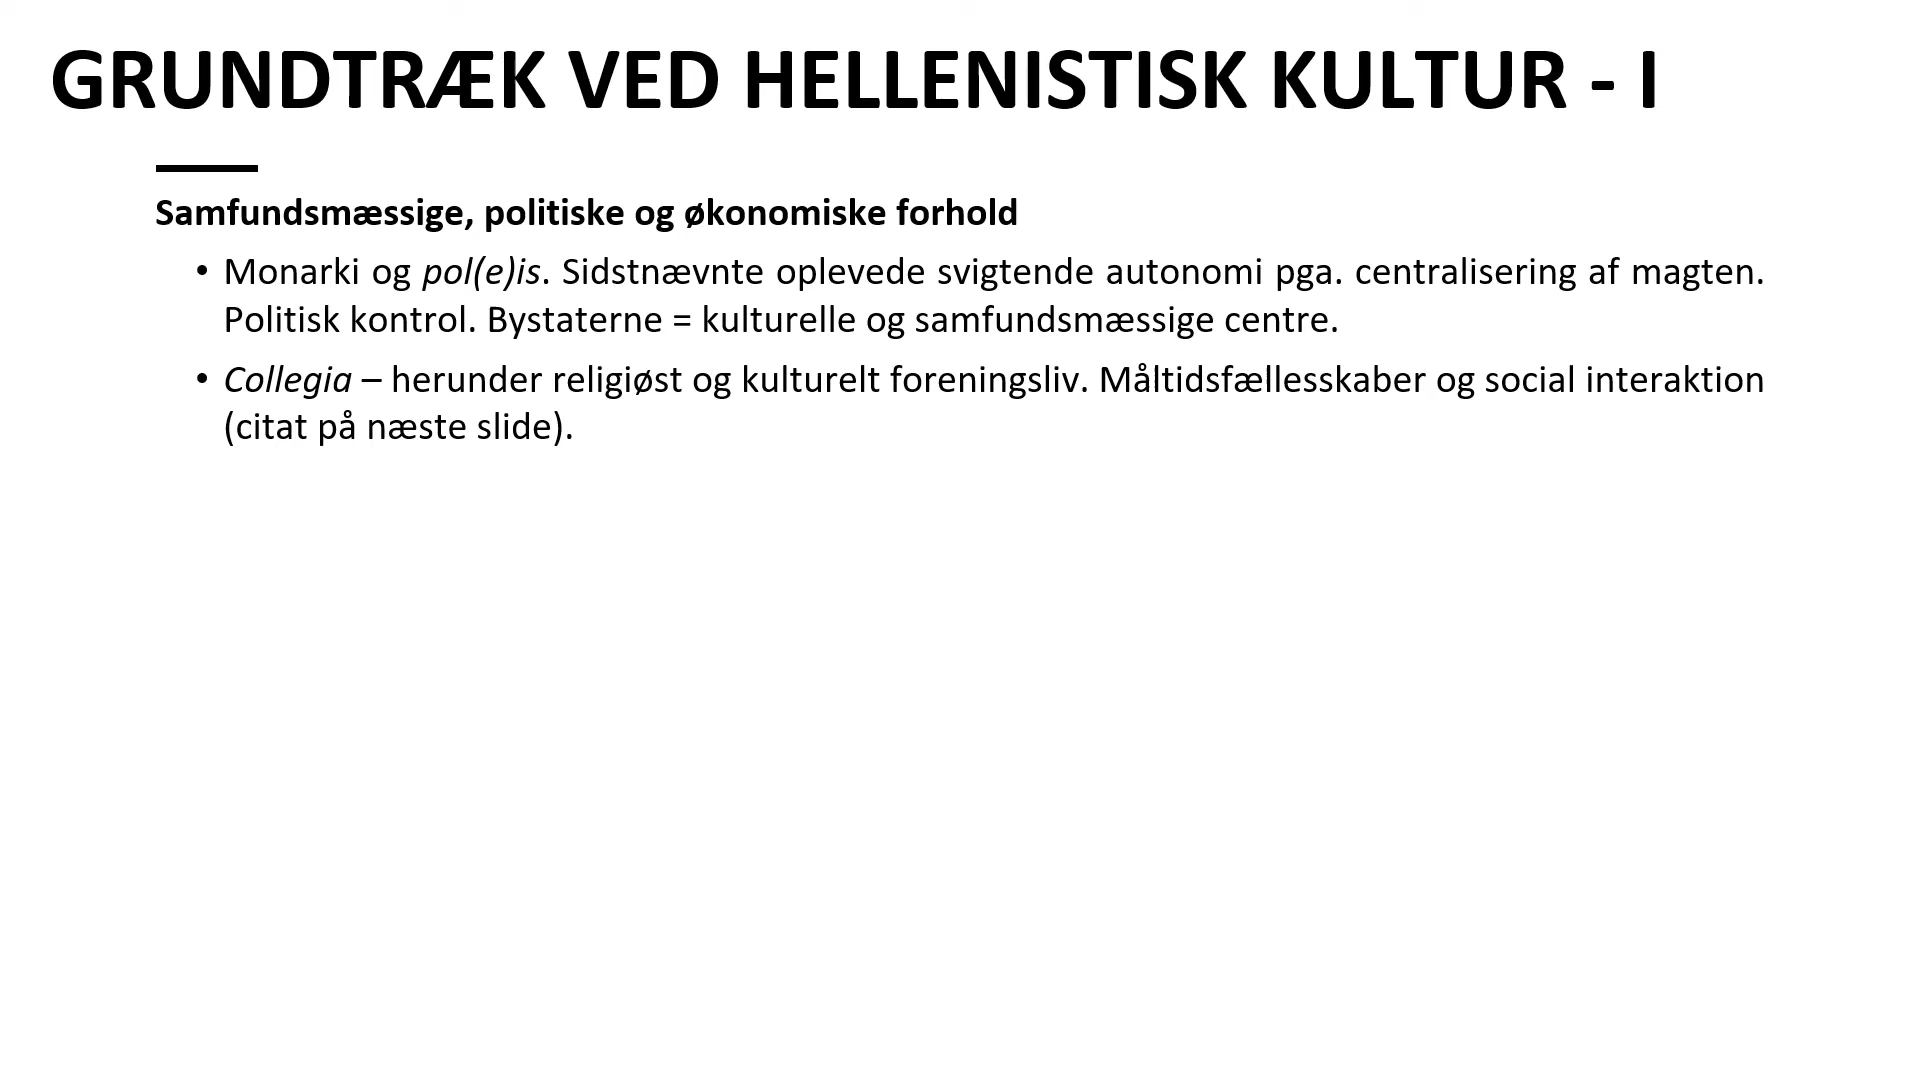 GRUNDTRÆK VED HELLENISTISK KULTUR - I
Samfundsmæssige, politiske og økonomiske forhold
• Monarki og pol(e)is. Sidstnævnte oplevede svigtende autonomi pga. centralisering af magten.
Politisk kontrol. Bystaterne = kulturelle og samfundsmæssige centre.
• Collegia – herunder religiøst og kulturelt foreningsliv. Måltidsfællesskaber og social interaktion
(citat på næste slide).